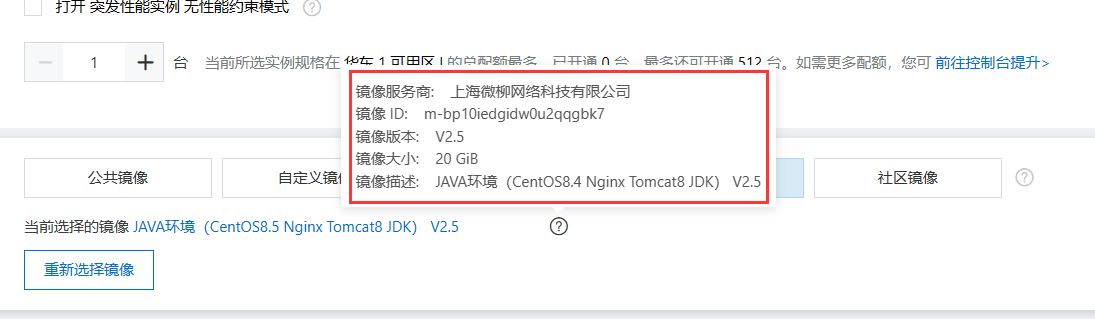 打开 突发性能实例 无性能约束模式 ?
− 1 + 台 当前所选实例规格在 华东 1 可用区 I 的总配额最多 已开通 0 台 最多还可开通 512 台。如需更多配额，您可 前往控制台提升>
镜像服务商: 上海微柳网络科技有限公司
镜像 ID: m-bp10iedgidw0u2qqgbk7
镜像版本: V2.5
镜像大小: 20 GiB
镜像描述: JAVA环境（CentOS8.4 Nginx Tomcat8 JDK） V2.5
公共镜像 自定义镜 社区镜像 ?
当前选择的镜像 JAVA环境（CentOS8.5 Nginx Tomcat8 JDK） V2.5 ?
重新选择镜像